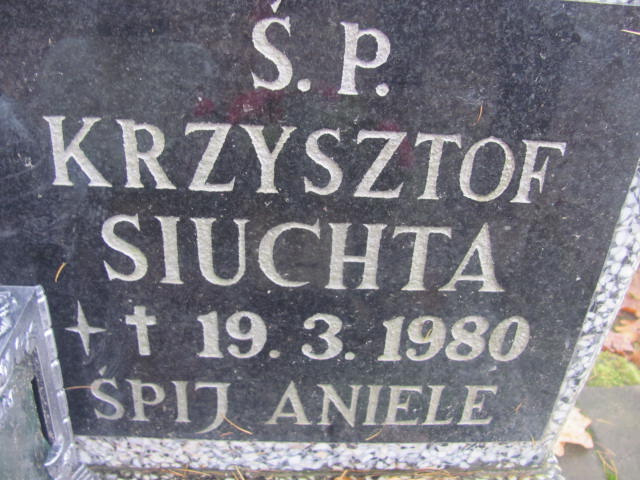 Ś. P.
KRZYSZTOF
SIUCHTA
✦ ✝ 19. 3. 1980
ŚPIJ ANIELE